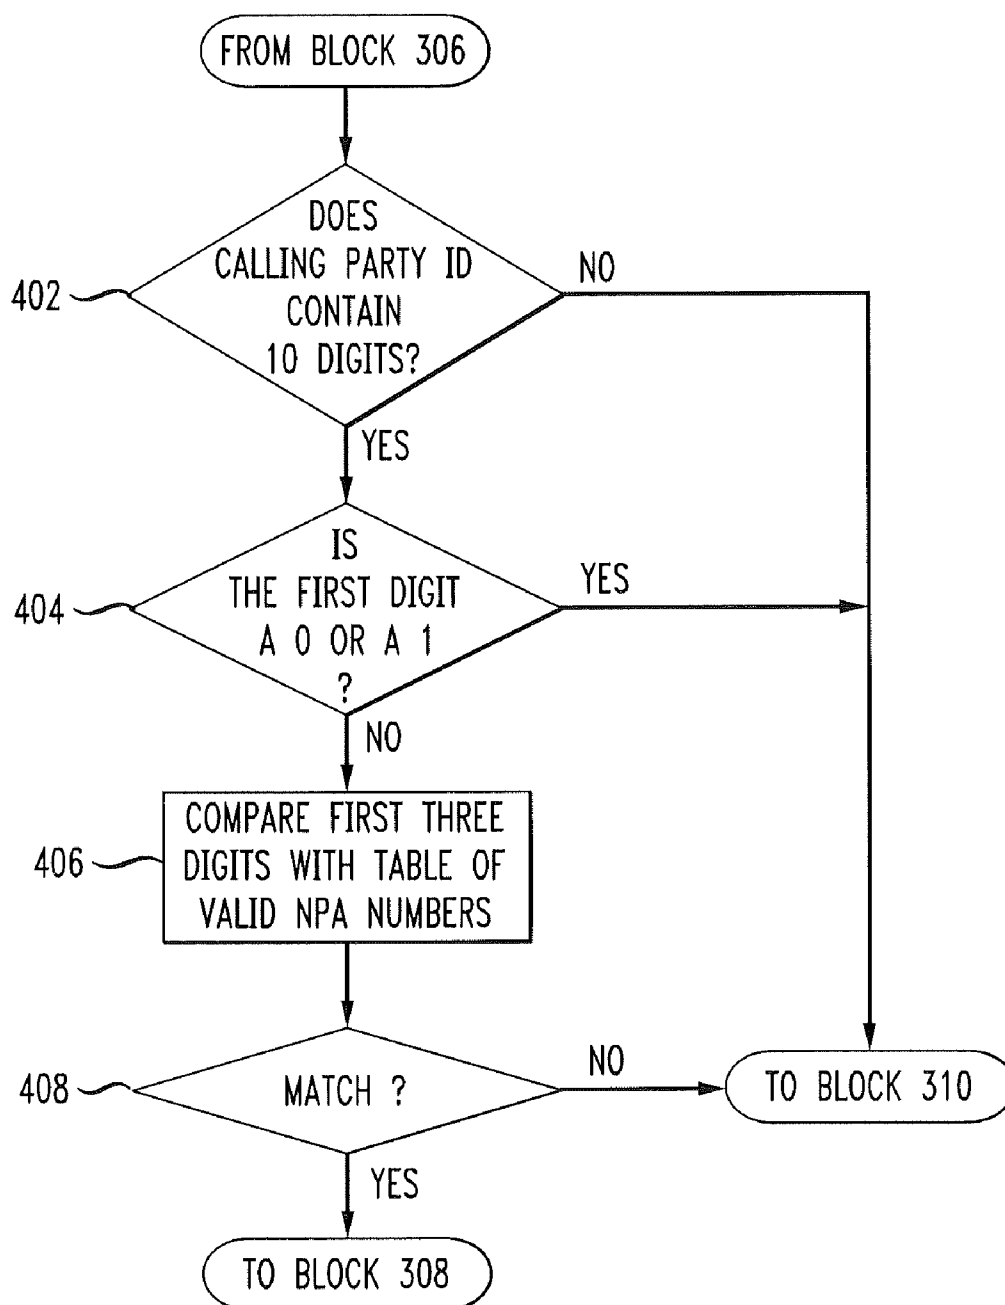 FROM BLOCK 306
DOES
CALLING PARTY ID
CONTAIN
10 DIGITS?
402
NO
YES
IS
THE FIRST DIGIT
A 0 OR A 1
?
404
YES
NO
COMPARE FIRST THREE
DIGITS WITH TABLE OF
VALID NPA NUMBERS
406
MATCH ?
408
NO
TO BLOCK 310
YES
TO BLOCK 308